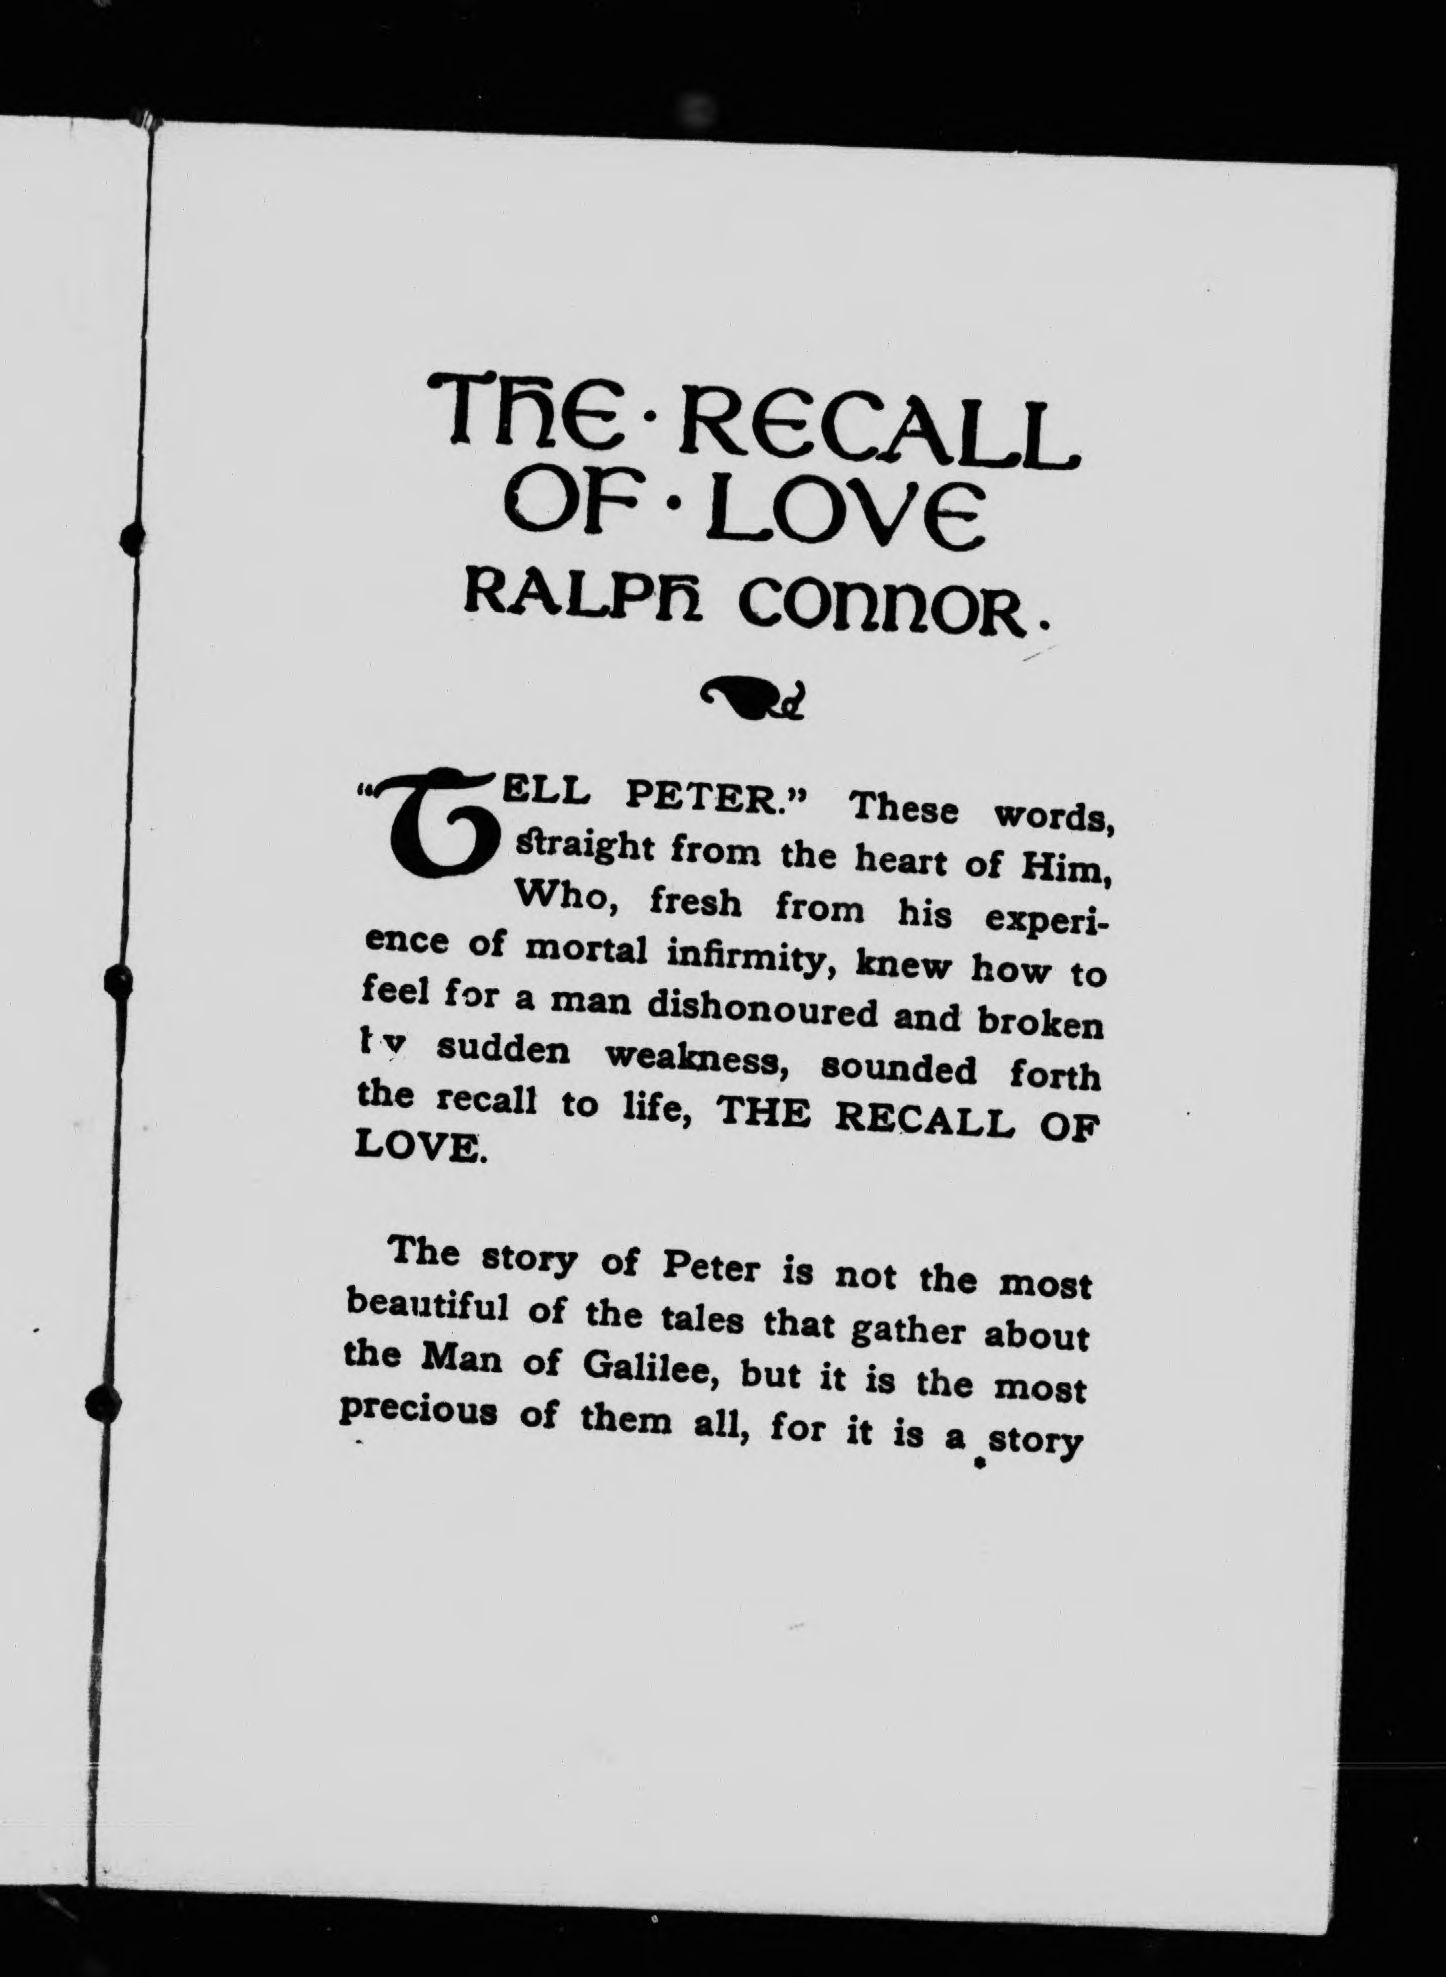 THE · RECALL
OF · LOVE
RALPH CONNOR.
"TELL PETER." These words,
straight from the heart of Him,
Who, fresh from his experi-
ence of mortal infirmity, knew how to
feel for a man dishonoured and broken
by sudden weakness, sounded forth
the recall to life, THE RECALL OF
LOVE.
The story of Peter is not the most
beautiful of the tales that gather about
the Man of Galilee, but it is the most
precious of them all, for it is a story